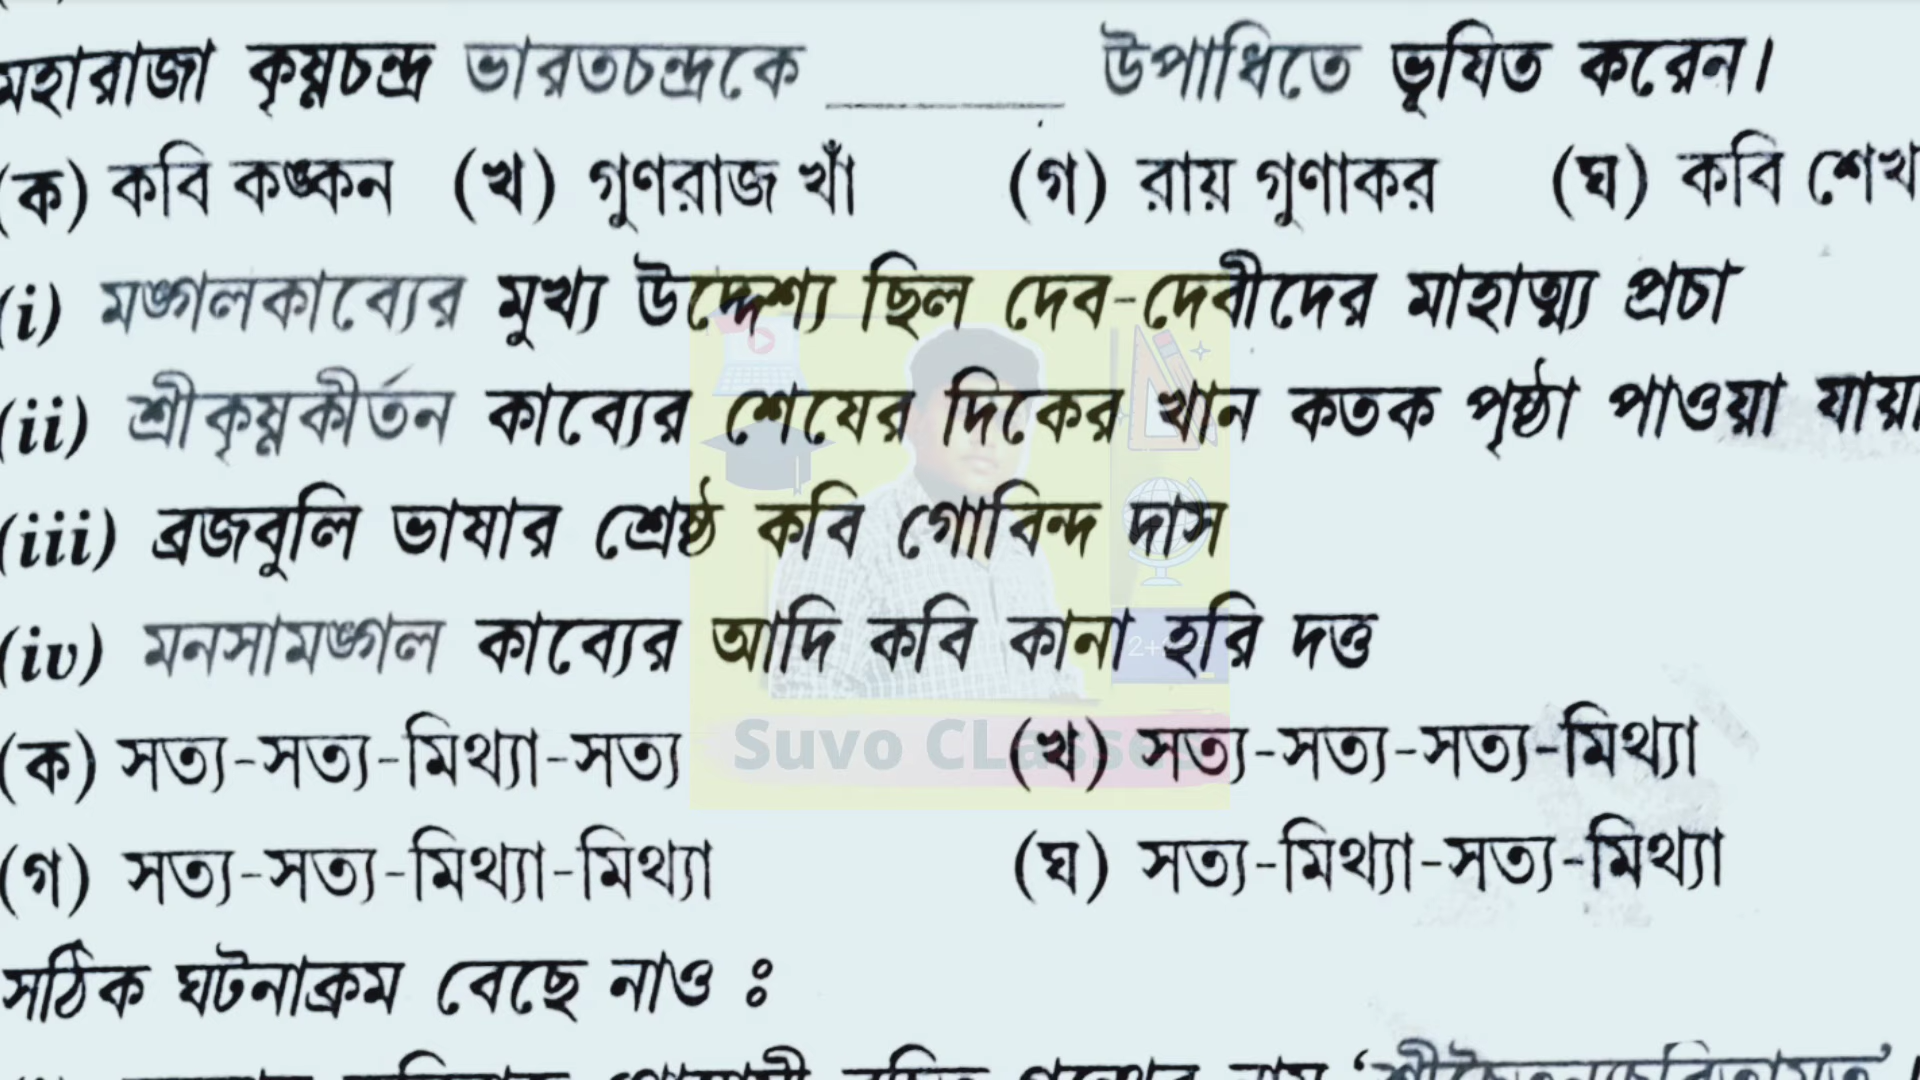 মহারাজা কৃষ্ণচন্দ্র ভারতচন্দ্রকে ________ উপাধিতে ভূষিত করেন।
(ক) কবি কঙ্কন (খ) গুণরাজ খাঁ (গ) রায় গুণাকর (ঘ) কবি শেখ
(i) মঙ্গলকাব্যের মুখ্য উদ্দেশ্য ছিল দেব-দেবীদের মাহাত্ম্য প্রচা
(ii) শ্রীকৃষ্ণকীর্তন কাব্যের শেষের দিকের খান কতক পৃষ্ঠা পাওয়া যায়
(iii) ব্রজবুলি ভাষার শ্রেষ্ঠ কবি গোবিন্দ দাস
(iv) মনসামঙ্গল কাব্যের আদি কবি কানা হরি দত্ত
Suvo CLasses
(ক) সত্য-সত্য-মিথ্যা-সত্য (খ) সত্য-সত্য-সত্য-মিথ্যা
(গ) সত্য-সত্য-মিথ্যা-মিথ্যা (ঘ) সত্য-মিথ্যা-সত্য-মিথ্যা
সঠিক ঘটনাক্রম বেছে নাও :